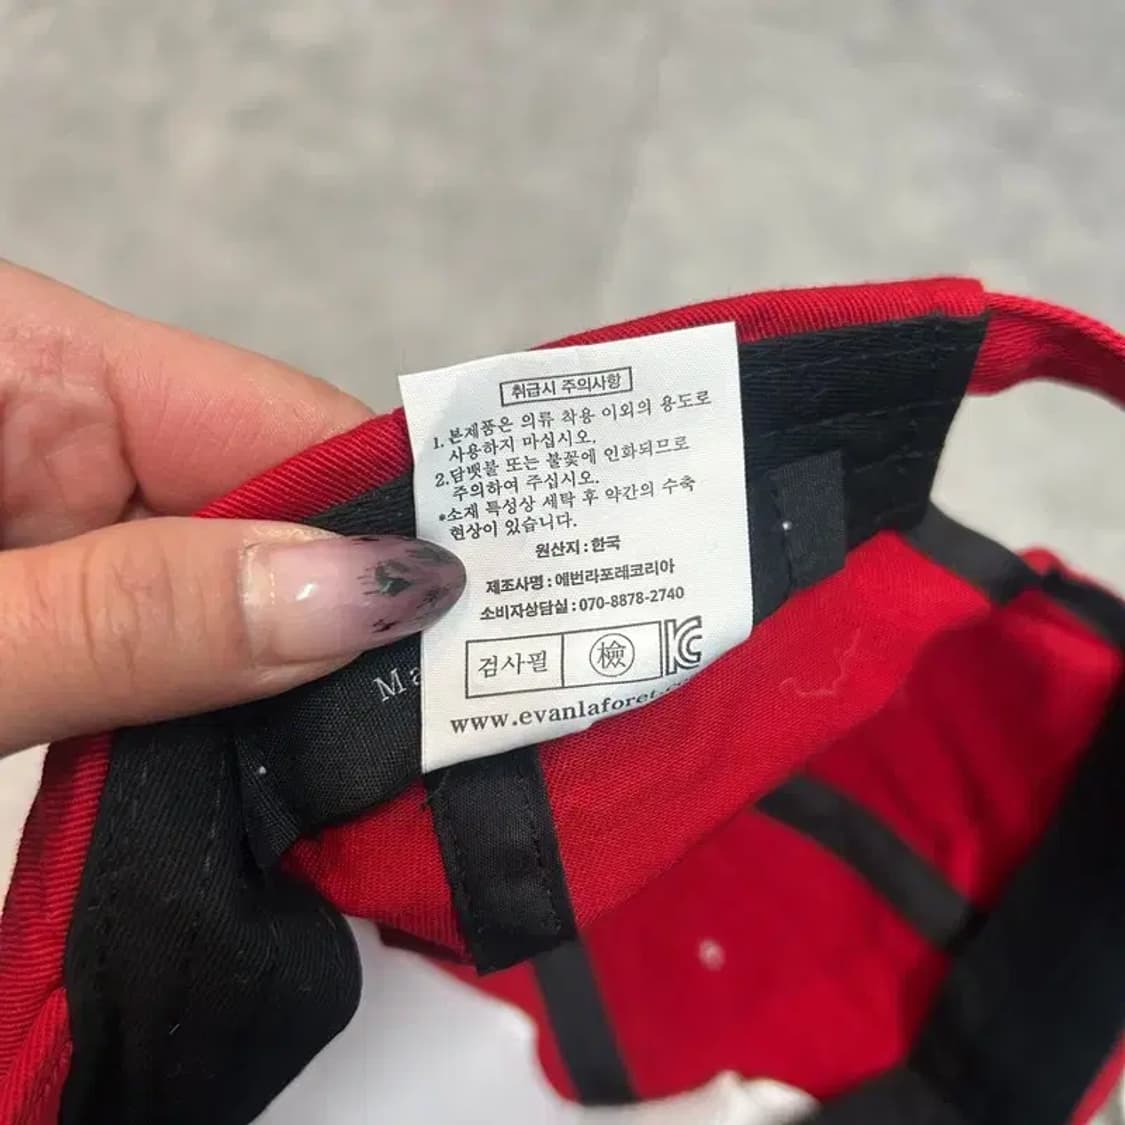 취급시 주의사항
1. 본제품은 의류 착용 이외의 용도로
사용하지 마십시오.
2. 담뱃불 또는 불꽃에 인화되므로
주의하여 주십시오.
*소재 특성상 세탁 후 약간의 수축
현상이 있습니다.
원산지 : 한국
제조사명 : 에번라포레코리아
소비자상담실 : 070-8878-2740
검사필 檢 KC
www.evanlaforet.co
Ma